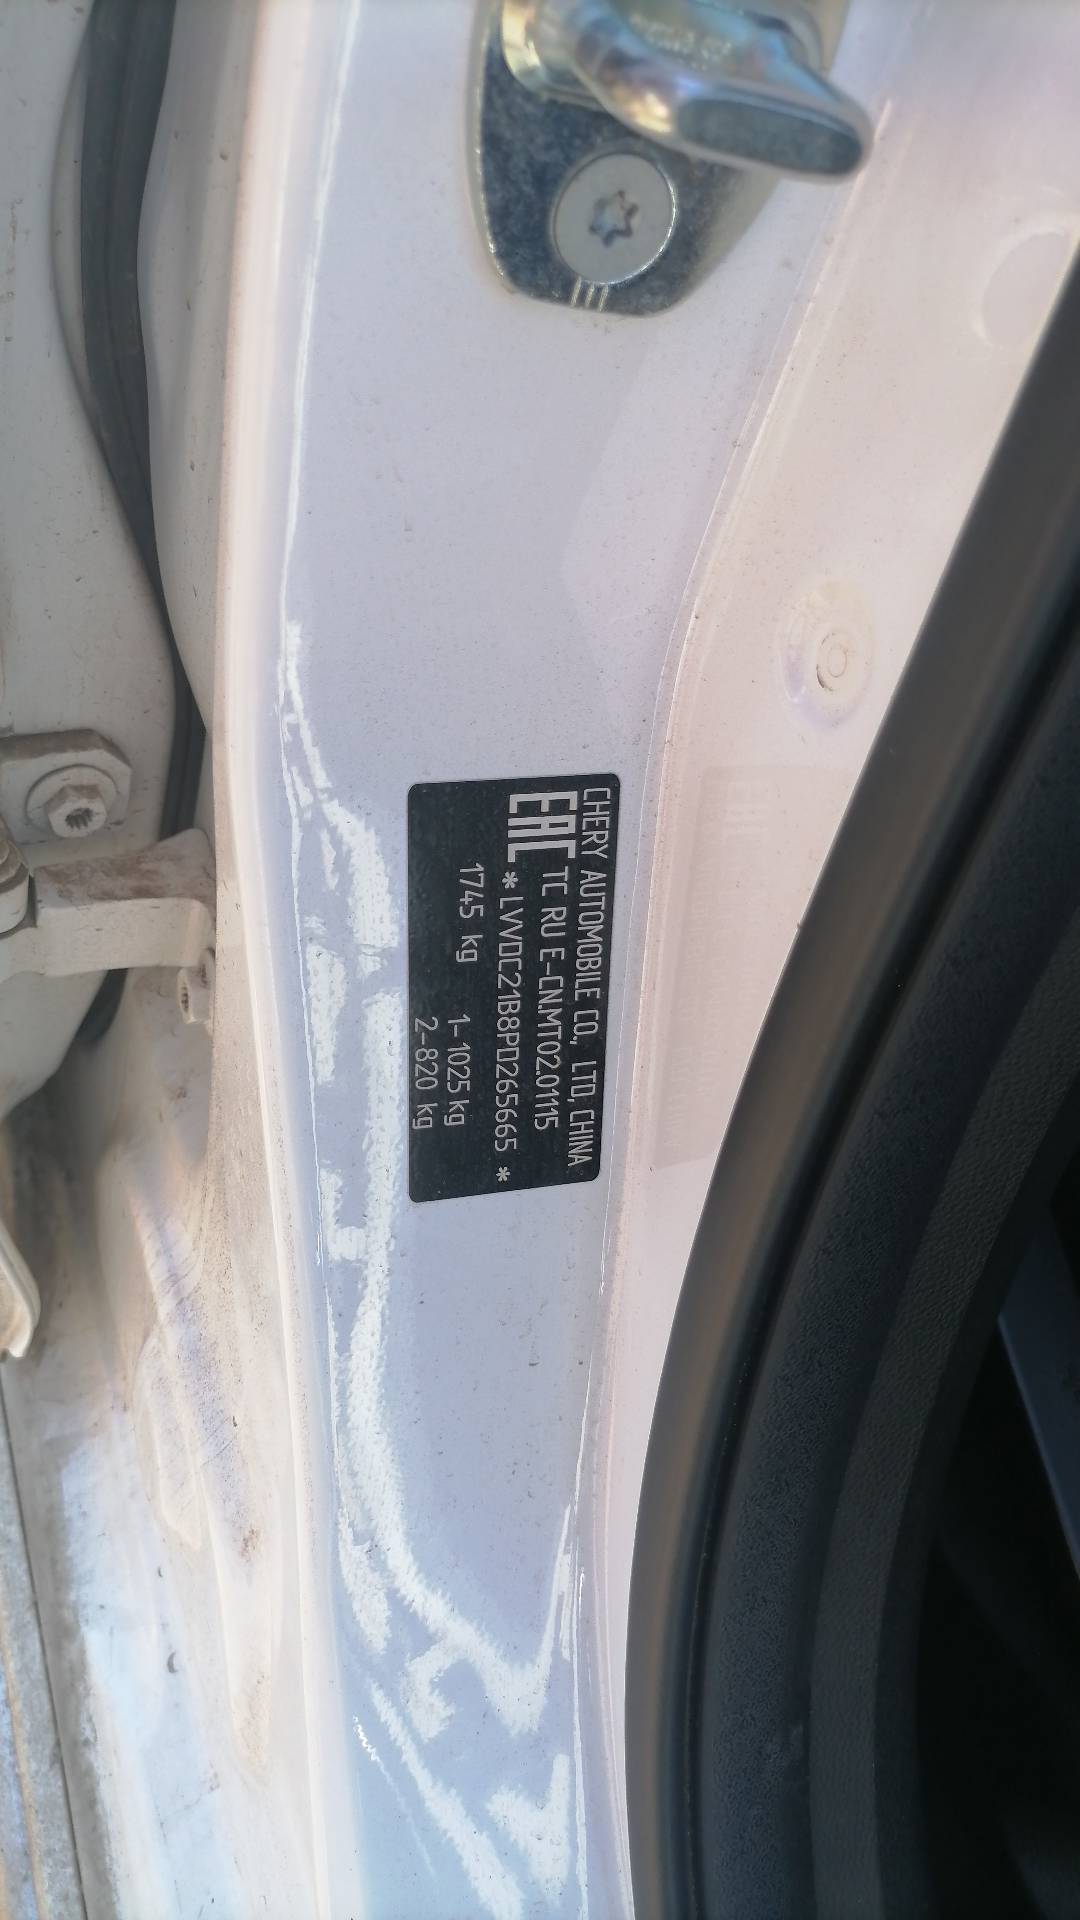 CHERY AUTOMOBILE CO., LTD, CHINA
EAC TC RU E-CN.MT02.01115
*LVVDC21B8PD265665*
1745 kg 1-1025 kg
2-820 kg